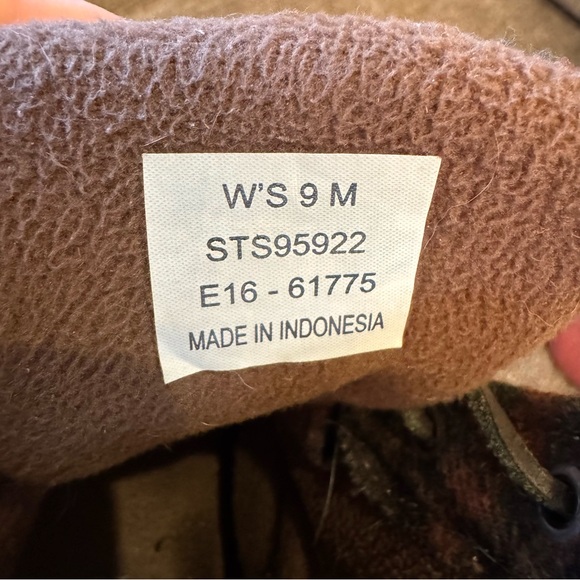 W'S 9 M
STS95922
E16 - 61775
MADE IN INDONESIA